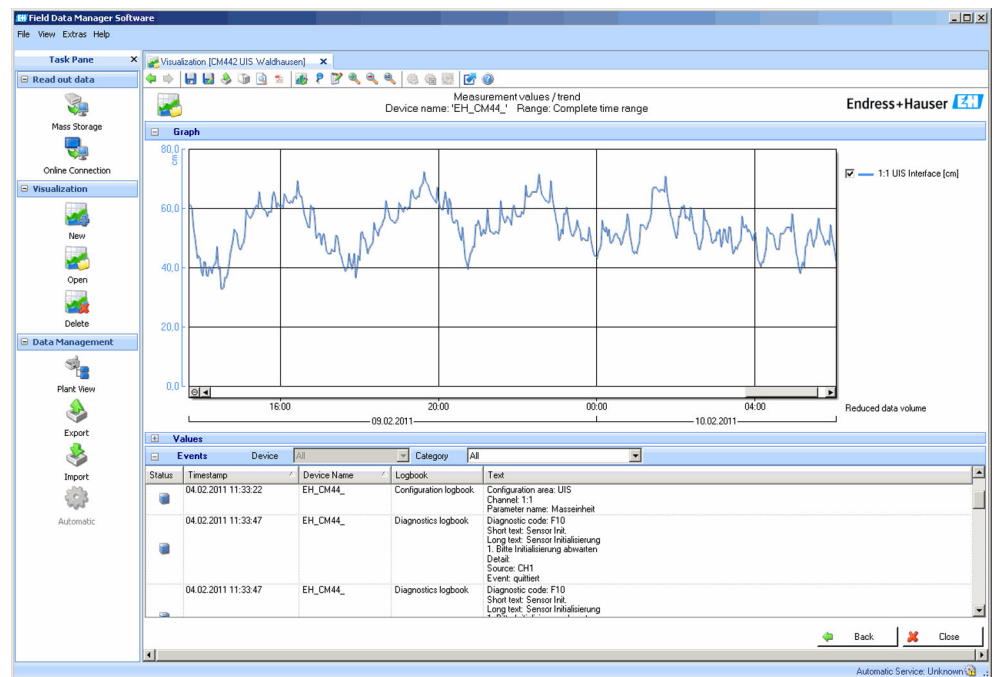 Field Data Manager Software
File View Extras Help
Task Pane
Read out data
Mass Storage
Online Connection
Visualization
New
Open
Delete
Data Management
Plant View
Export
Import
Automatic
Visualization [CM442 UIS Waldhausen]
Measurement values / trend
Device name: 'EH_CM44_' Range: Complete time range
Endress+Hauser EH
Graph
80,0
cm
60,0
40,0
20,0
0,0
1:1 UIS Interface [cm]
16:00 20:00 00:00 04:00
09.02.2011 10.02.2011
Reduced data volume
Values
Events Device All Category All
Status Timestamp Device Name Logbook Text
04.02.2011 11:33:22 EH_CM44_ Configuration logbook Configuration area: UIS
Channel: 1:1
Parameter name: Masseinheit
04.02.2011 11:33:47 EH_CM44_ Diagnostics logbook Diagnostic code: F10
Short text: Sensor Init.
Long text: Sensor Initialisierung
1. Bitte Initialisierung abwarten
Detail:
Source: CH1
Event: quittiert
04.02.2011 11:33:47 EH_CM44_ Diagnostics logbook Diagnostic code: F10
Short text: Sensor Init.
Long text: Sensor Initialisierung
Back Close
Automatic Service: Unknown